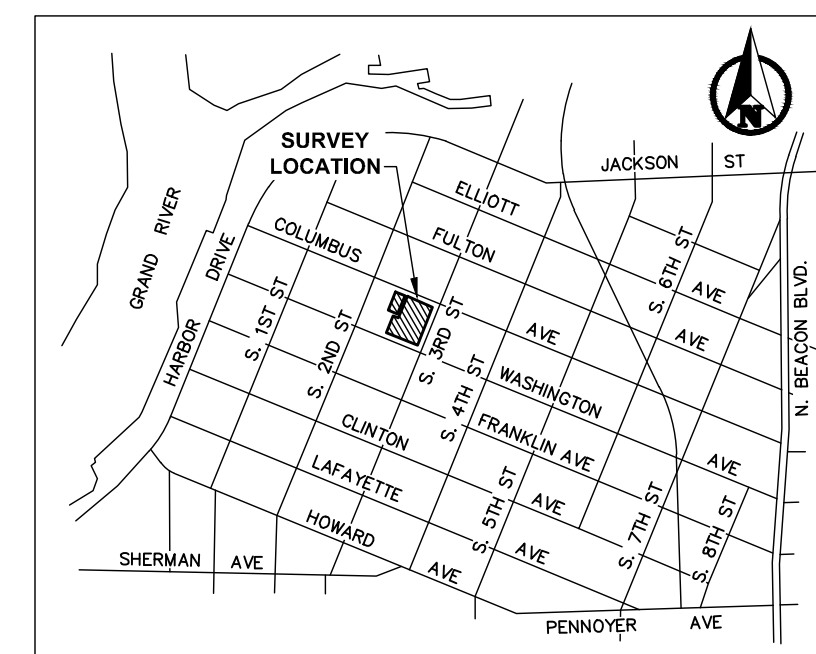 N
SURVEY
LOCATION
JACKSON ST
ELLIOTT
AVE
FULTON
AVE
COLUMBUS
AVE
WASHINGTON
AVE
FRANKLIN AVE
CLINTON
AVE
LAFAYETTE
AVE
HOWARD
AVE
SHERMAN AVE
PENNOYER AVE
GRAND RIVER
HARBOR DRIVE
S. 1ST ST
S. 2ND ST
S. 3RD ST
S. 4TH ST
S. 5TH ST
S. 6TH ST
S. 7TH ST
S. 8TH ST
N. BEACON BLVD.